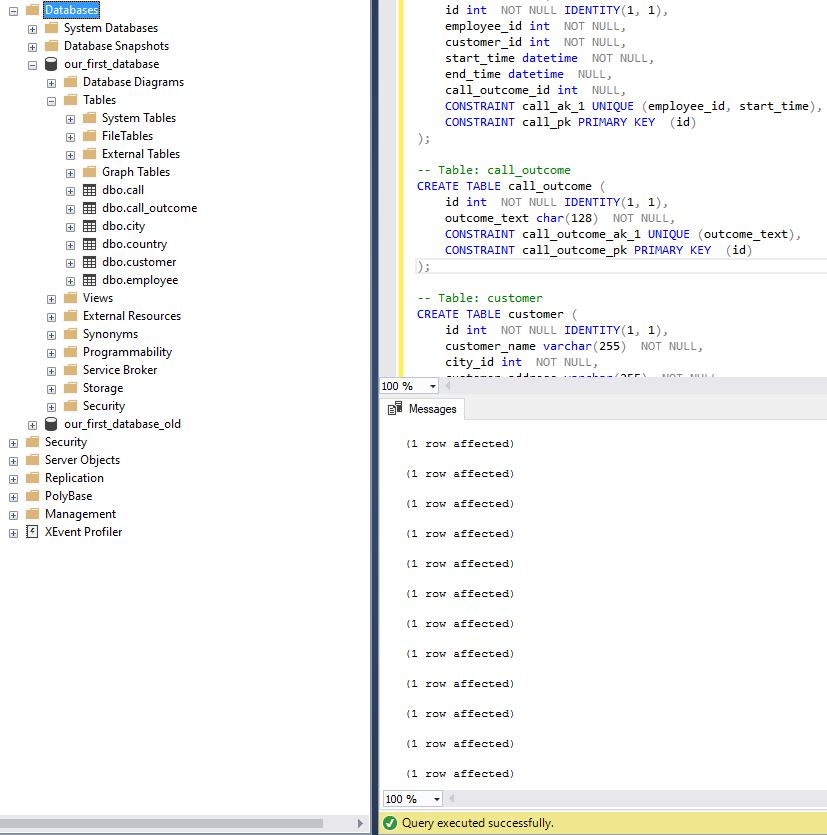 Databases
System Databases
Database Snapshots
our_first_database
Database Diagrams
Tables
System Tables
FileTables
External Tables
Graph Tables
dbo.call
dbo.call_outcome
dbo.city
dbo.country
dbo.customer
dbo.employee
Views
External Resources
Synonyms
Programmability
Service Broker
Storage
Security
our_first_database_old
Security
Server Objects
Replication
PolyBase
Management
XEvent Profiler
id int  NOT NULL IDENTITY(1, 1),
employee_id int  NOT NULL,
customer_id int  NOT NULL,
start_time datetime  NOT NULL,
end_time datetime  NULL,
call_outcome_id int  NULL,
CONSTRAINT call_ak_1 UNIQUE (employee_id, start_time),
CONSTRAINT call_pk PRIMARY KEY  (id)
);
-- Table: call_outcome
CREATE TABLE call_outcome (
id int  NOT NULL IDENTITY(1, 1),
outcome_text char(128)  NOT NULL,
CONSTRAINT call_outcome_ak_1 UNIQUE (outcome_text),
CONSTRAINT call_outcome_pk PRIMARY KEY  (id)
);
-- Table: customer
CREATE TABLE customer (
id int  NOT NULL IDENTITY(1, 1),
customer_name varchar(255)  NOT NULL,
city_id int  NOT NULL,
customer_address varchar(255)  NOT NULL,
100 %
Messages
(1 row affected)
(1 row affected)
(1 row affected)
(1 row affected)
(1 row affected)
(1 row affected)
(1 row affected)
(1 row affected)
(1 row affected)
(1 row affected)
(1 row affected)
(1 row affected)
100 %
Query executed successfully.